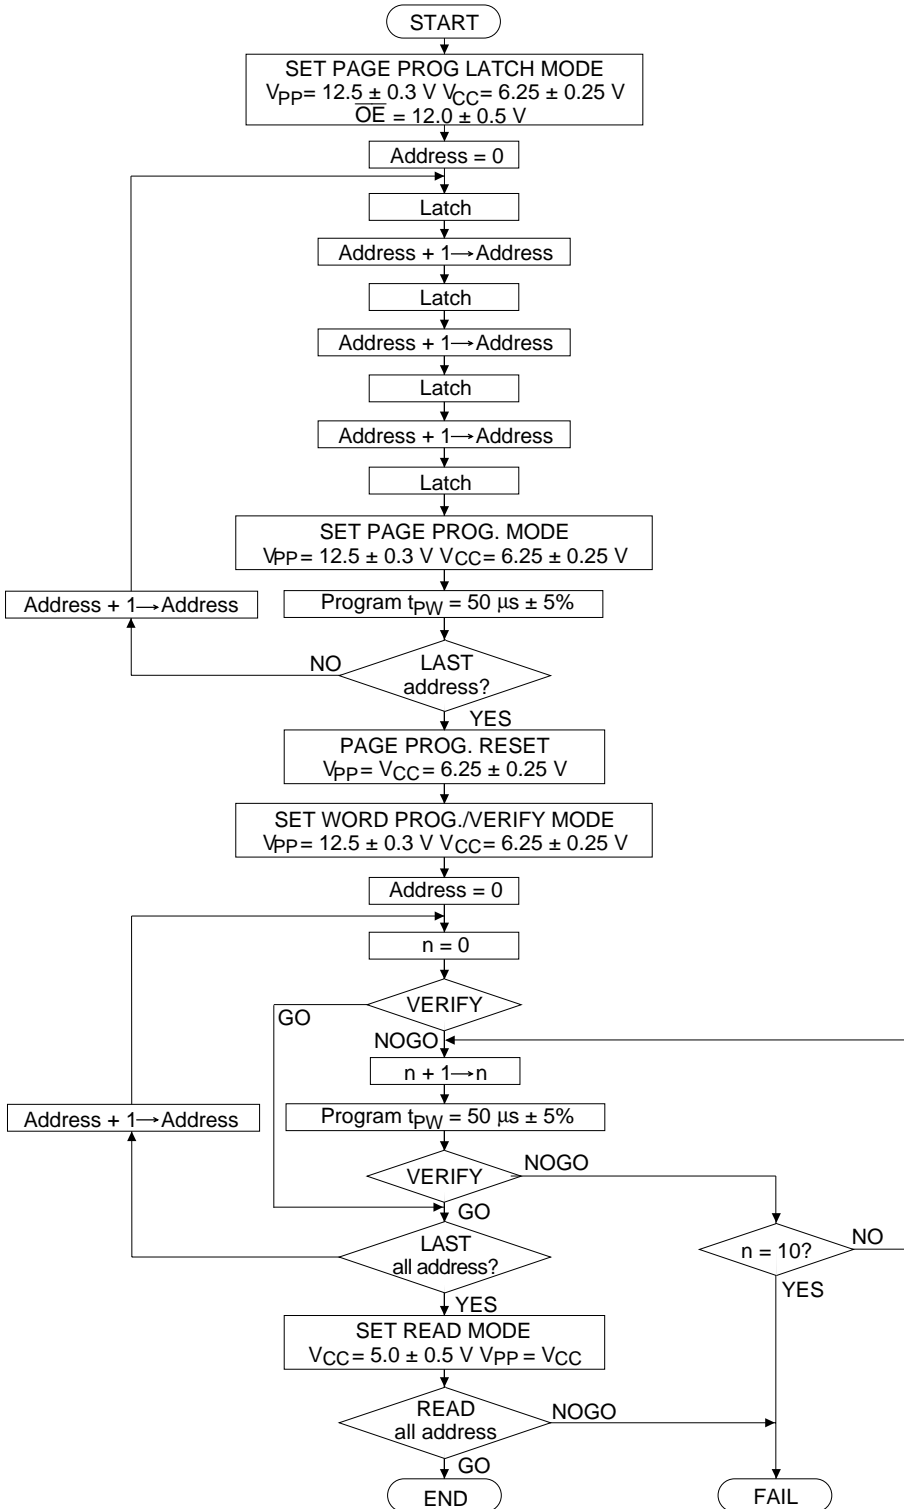 START
SET PAGE PROG LATCH MODE
VPP = 12.5 ± 0.3 V VCC = 6.25 ± 0.25 V
O̅E̅ = 12.0 ± 0.5 V
Address = 0
Latch
Address + 1→Address
Latch
Address + 1→Address
Latch
Address + 1→Address
Latch
SET PAGE PROG. MODE
VPP = 12.5 ± 0.3 V VCC = 6.25 ± 0.25 V
Address + 1→Address
Program tPW = 50 μs ± 5%
NO
LAST
address?
YES
PAGE PROG. RESET
VPP = VCC = 6.25 ± 0.25 V
SET WORD PROG./VERIFY MODE
VPP = 12.5 ± 0.3 V VCC = 6.25 ± 0.25 V
Address = 0
n = 0
VERIFY
GO
NOGO
n + 1→n
Address + 1→Address
Program tPW = 50 μs ± 5%
VERIFY
NOGO
GO
LAST
all address?
n = 10?
NO
YES
YES
SET READ MODE
VCC = 5.0 ± 0.5 V VPP = VCC
READ
all address
NOGO
GO
END
FAIL